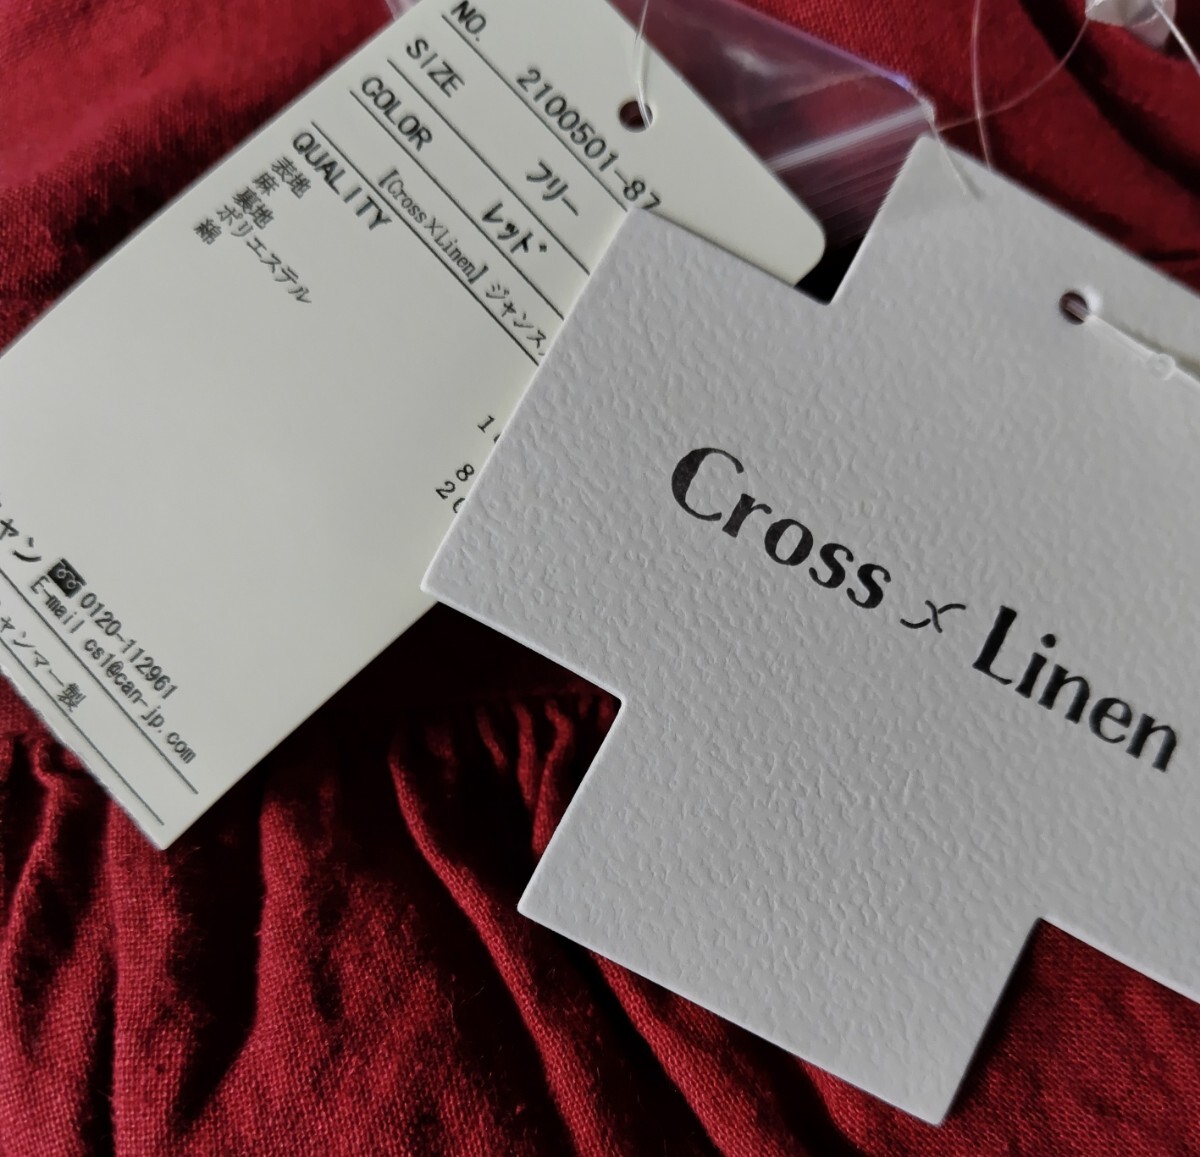 NO. 2100501-87
SIZE フリー
COLOR レッド
【Cross×Linen】ジャンス
QUALITY
表地
麻
裏地
ポリエステル
綿
ャン 0120-112961
E-mail cs1@can-jp.com
ャンマー製
Cross × Linen